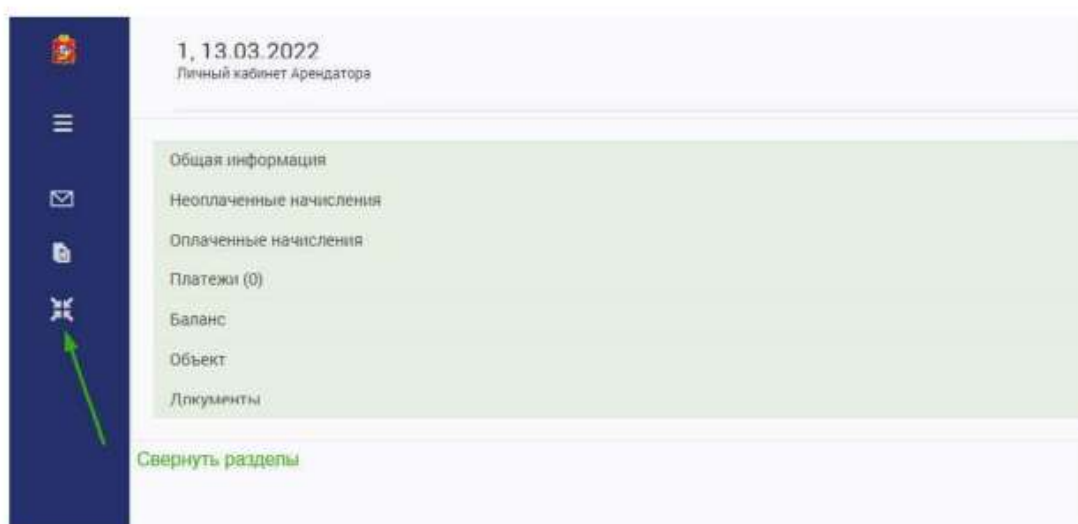 1, 13.03.2022
Личный кабинет Арендатора
Общая информация
Неоплаченные начисления
Оплаченные начисления
Платежи (0)
Баланс
Объект
Документы
Свернуть разделы